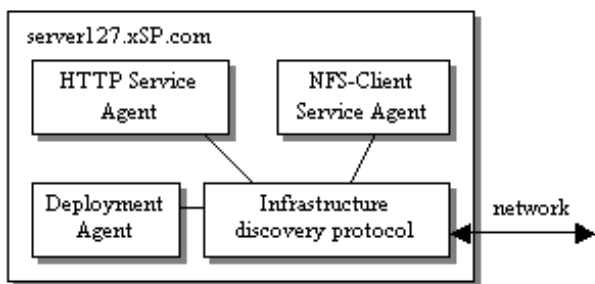 server127.xSP.com
HTTP Service
Agent
NFS-Client
Service Agent
Deployment
Agent
Infrastructure
discovery protocol
network